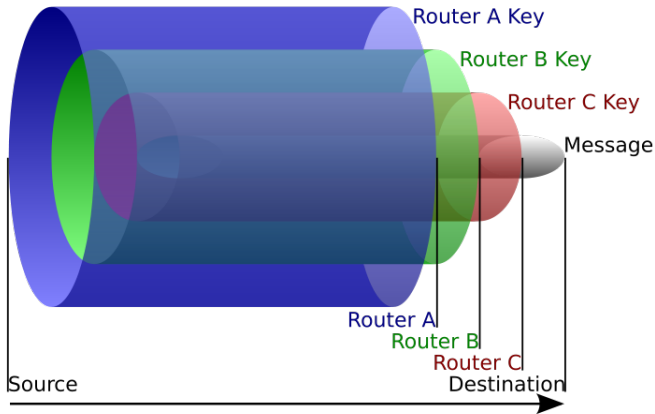 Router A Key
Router B Key
Router C Key
Message
Router A
Router B
Router C
Source
Destination